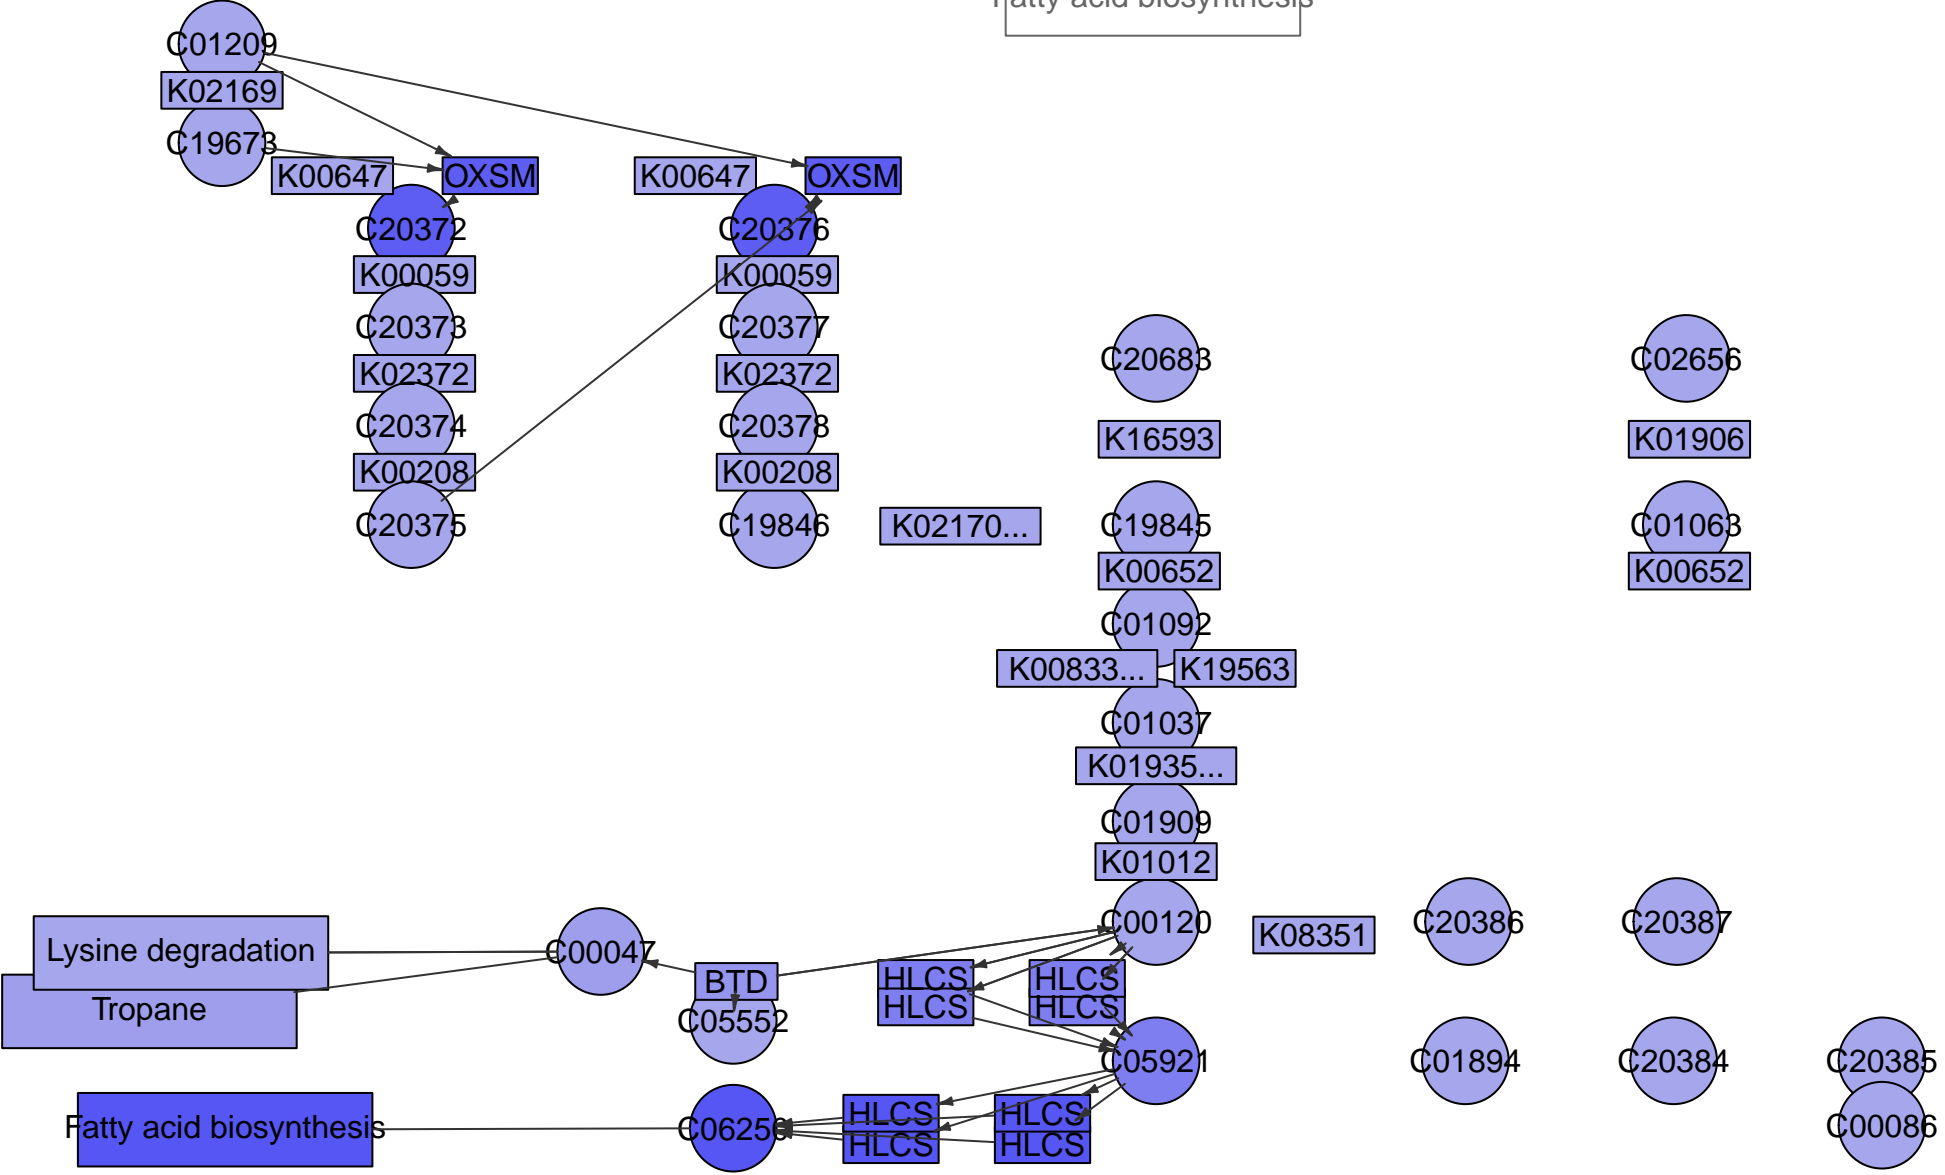 Fatty acid biosynthesis
C01209
K02169
C19673
K00647
OXSM
K00647
OXSM
C20372
C20376
K00059
K00059
C20373
C20377
C20683
C02656
K02372
K02372
C20374
C20378
K16593
K01906
K00208
K00208
C20375
C19846
K02170...
C19845
C01063
K00652
K00652
C01092
K00833...
K19563
C01037
K01935...
C01909
K01012
C00120
K08351
C20386
C20387
Lysine degradation
C00047
BTD
HLCS
HLCS
Tropane
HLCS
HLCS
C05552
C05921
C01894
C20384
C20385
Fatty acid biosynthesis
C06250
HLCS
HLCS
C00086
HLCS
HLCS